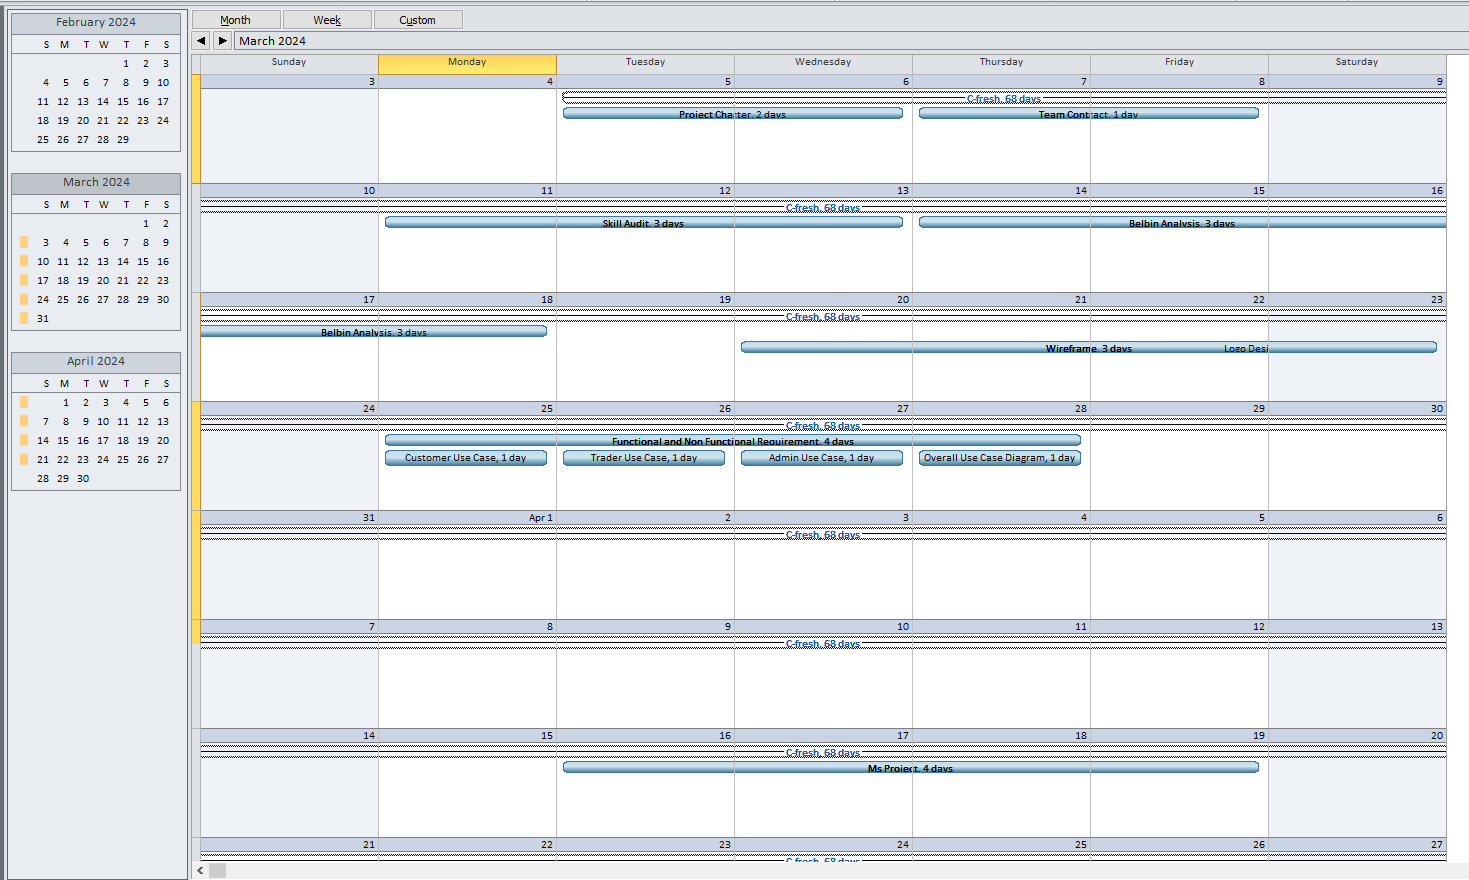 February 2024
S M T W T F S
1 2 3
4 5 6 7 8 9 10
11 12 13 14 15 16 17
18 19 20 21 22 23 24
25 26 27 28 29
March 2024
S M T W T F S
1 2
3 4 5 6 7 8 9
10 11 12 13 14 15 16
17 18 19 20 21 22 23
24 25 26 27 28 29 30
31
April 2024
S M T W T F S
1 2 3 4 5 6
7 8 9 10 11 12 13
14 15 16 17 18 19 20
21 22 23 24 25 26 27
28 29 30
Month Week Custom
March 2024
Sunday Monday Tuesday Wednesday Thursday Friday Saturday
3 4 5 6 7 8 9
C-fresh, 68 days
Project Charter, 2 days Team Contract, 1 day
10 11 12 13 14 15 16
C-fresh, 68 days
Skill Audit, 3 days Belbin Analysis, 3 days
17 18 19 20 21 22 23
C-fresh, 68 days
Belbin Analysis, 3 days
Wireframe, 3 days Logo Desi
24 25 26 27 28 29 30
C-fresh, 68 days
Functional and Non Functional Requirement, 4 days
Customer Use Case, 1 day Trader Use Case, 1 day Admin Use Case, 1 day Overall Use Case Diagram, 1 day
31 Apr 1 2 3 4 5 6
C-fresh, 68 days
7 8 9 10 11 12 13
C-fresh, 68 days
14 15 16 17 18 19 20
C-fresh, 68 days
Ms Project, 4 days
21 22 23 24 25 26 27
C-fresh, 68 days